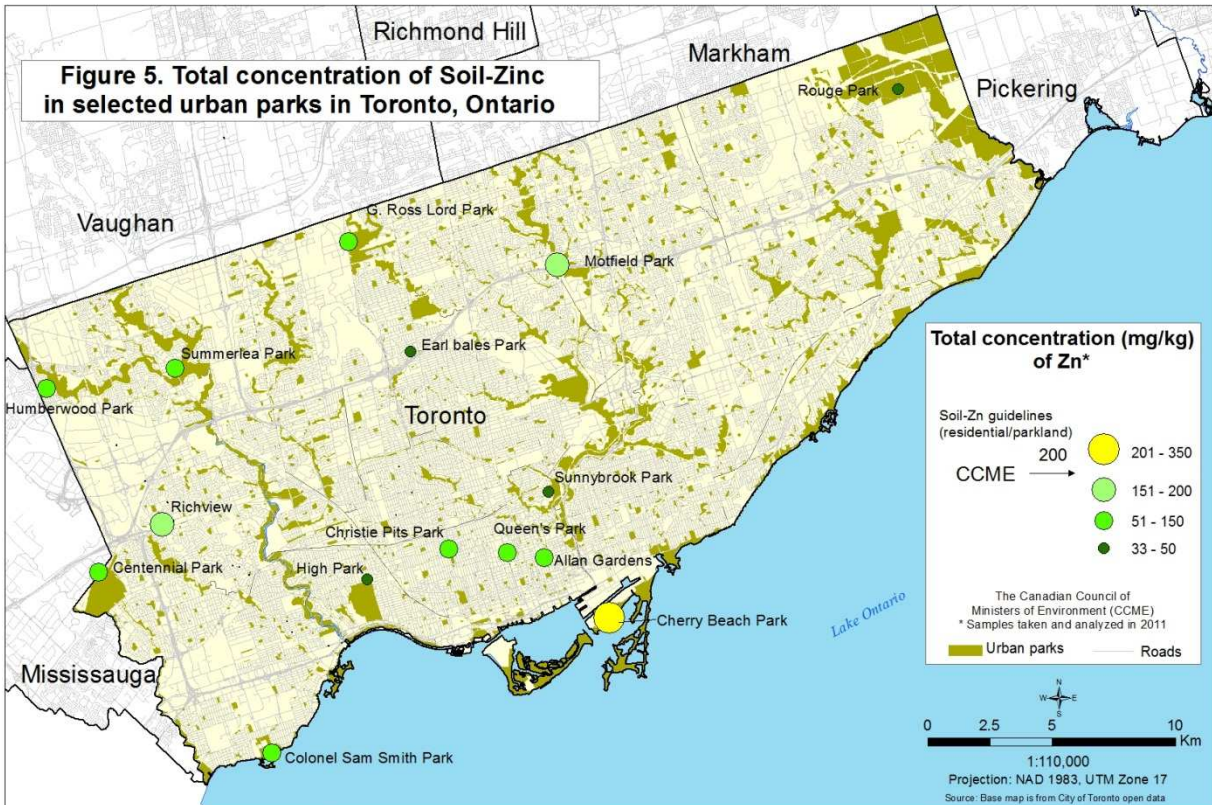 Richmond Hill
Markham
Figure 5. Total concentration of Soil-Zinc
in selected urban parks in Toronto, Ontario
Rouge Park
Pickering
Vaughan
G. Ross Lord Park
Motfield Park
Earl bales Park
Summerlea Park
Humberwood Park
Toronto
Sunnybrook Park
Richview
Christie Pits Park
Queen's Park
Allan Gardens
Centennial Park
High Park
Cherry Beach Park
Lake Ontario
Mississauga
Colonel Sam Smith Park
Total concentration (mg/kg)
of Zn*
Soil-Zn guidelines
(residential/parkland)
200
CCME
201 - 350
151 - 200
51 - 150
33 - 50
The Canadian Council of
Ministers of Environment (CCME)
* Samples taken and analyzed in 2011
Urban parks
Roads
N
W E
S
0 2.5 5 10
Km
1:110,000
Projection: NAD 1983, UTM Zone 17
Source: Base map is from City of Toronto open data